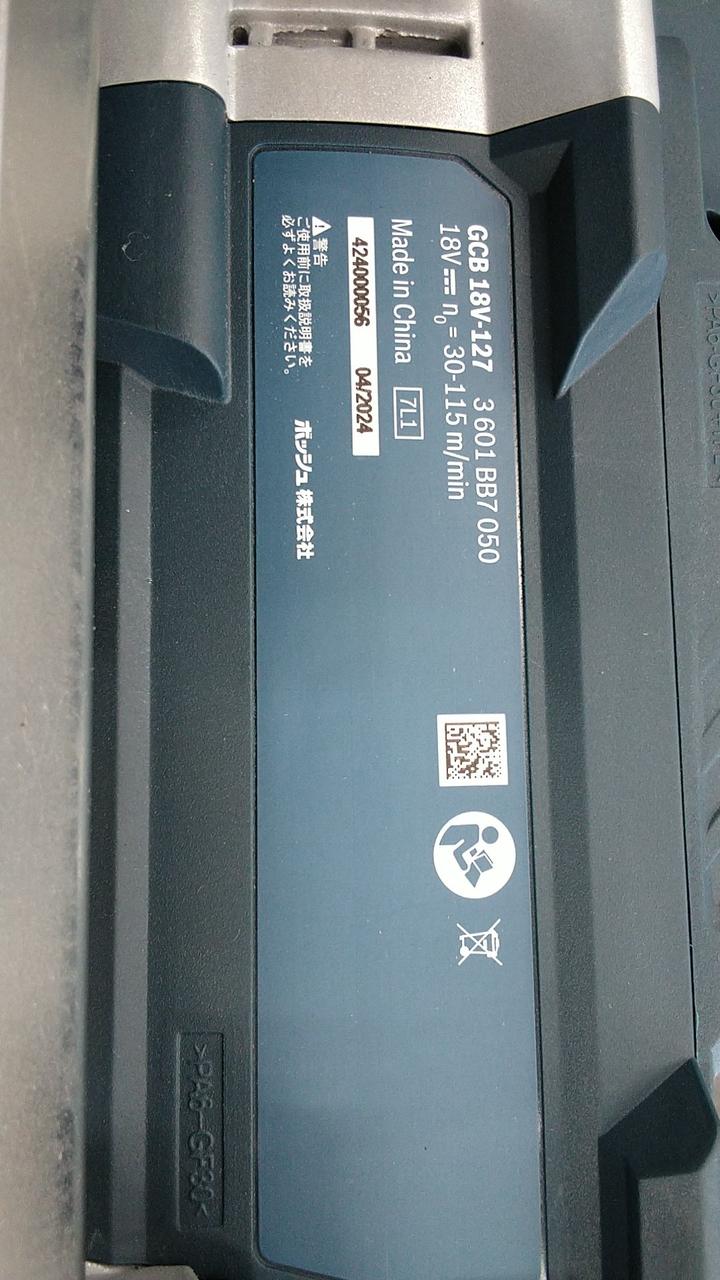 GCB 18V-127 3 601 BB7 050
18V⎓ n₀ = 30-115 m/min
Made in China 7L1
424000056 04/2024
⚠警告
ご使用前に取扱説明書を
必ずよくお読みください。
ボッシュ 株式会社
>PA6-GF30<